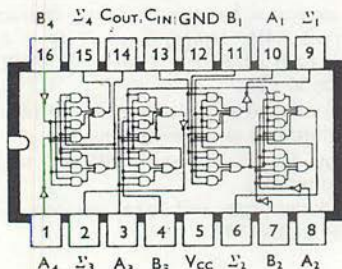 B4 Σ4 COUT CIN GND B1 A1 Σ1
16 15 14 13 12 11 10 9
1 2 3 4 5 6 7 8
A4 Σ3 A3 B3 VCC Σ2 B2 A2